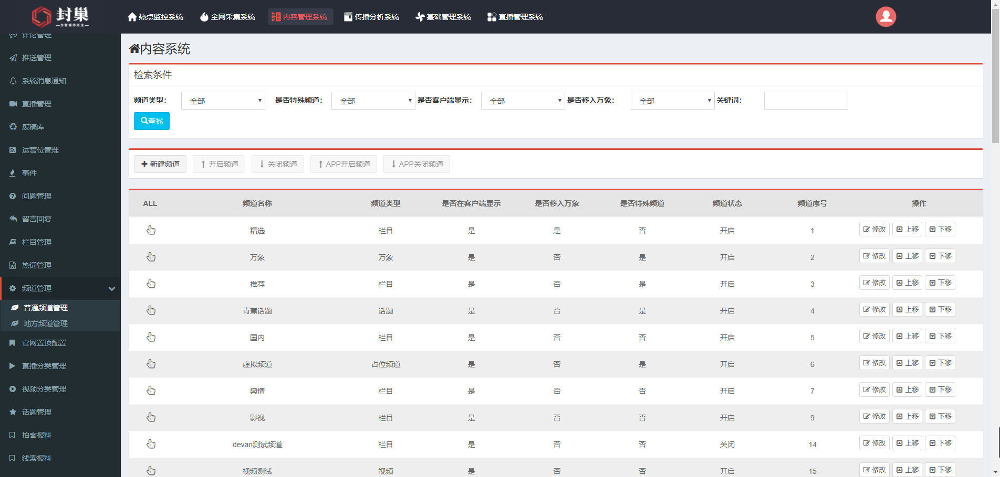 封巢
—为智媒体而生—
热点监控系统
全网采集系统
内容管理系统
传播分析系统
基础管理系统
直播管理系统
评论管理
推送管理
系统消息通知
直播管理
废稿库
运营位管理
事件
问题管理
留言回复
栏目管理
热词管理
频道管理
普通频道管理
地方频道管理
官网置顶配置
直播分类管理
视频分类管理
话题管理
拍客报料
线索报料
内容系统
检索条件
频道类型： 全部 是否特殊频道： 全部 是否客户端显示： 全部 是否移入万象： 全部 关键词：
查找
新建频道 开启频道 关闭频道 APP开启频道 APP关闭频道
ALL 频道名称 频道类型 是否在客户端显示 是否移入万象 是否特殊频道 频道状态 频道序号 操作
精选 栏目 是 是 否 开启 1 修改 上移 下移
万象 万象 是 否 是 开启 2 修改 上移 下移
推荐 栏目 是 否 是 开启 3 修改 上移 下移
青蕉话题 话题 是 否 是 开启 4 修改 上移 下移
国内 栏目 是 否 否 开启 5 修改 上移 下移
虚拟频道 占位频道 是 否 是 开启 6 修改 上移 下移
舆情 栏目 是 否 否 开启 7 修改 上移 下移
影视 栏目 是 否 否 开启 9 修改 上移 下移
devan测试频道 栏目 是 否 否 关闭 14 修改 上移 下移
视频测试 视频 是 否 否 开启 15 修改 上移 下移